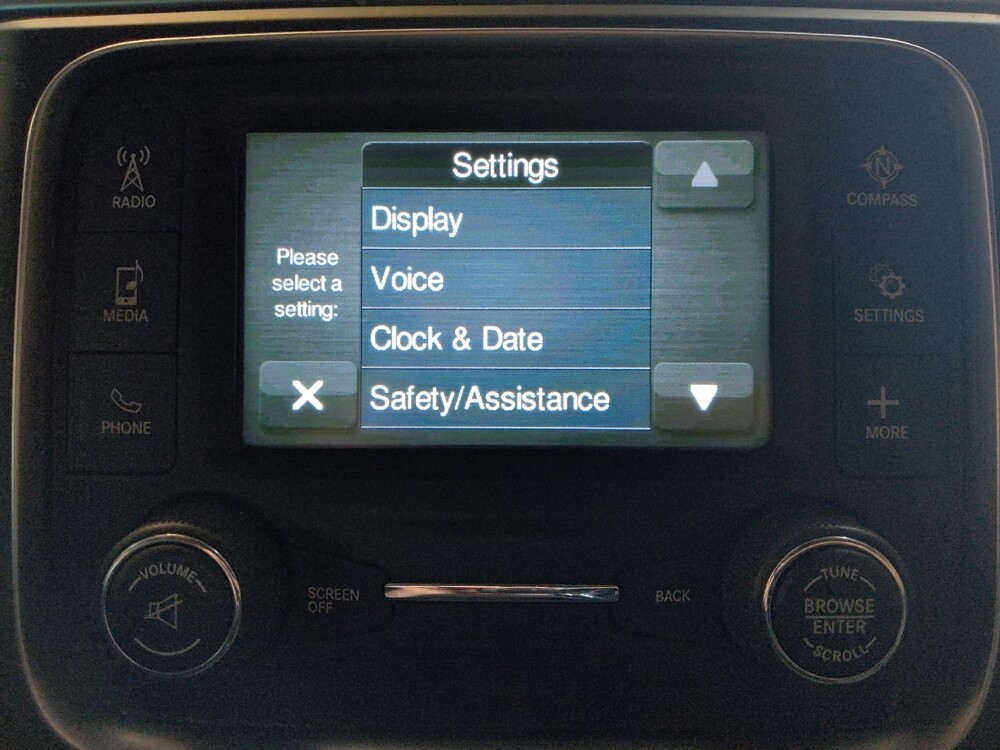 Settings
Display
Voice
Clock & Date
Safety/Assistance
Please
select a
setting:
RADIO
MEDIA
PHONE
N
COMPASS
SETTINGS
MORE
VOLUME
SCREEN
OFF
BACK
TUNE
BROWSE
ENTER
SCROLL